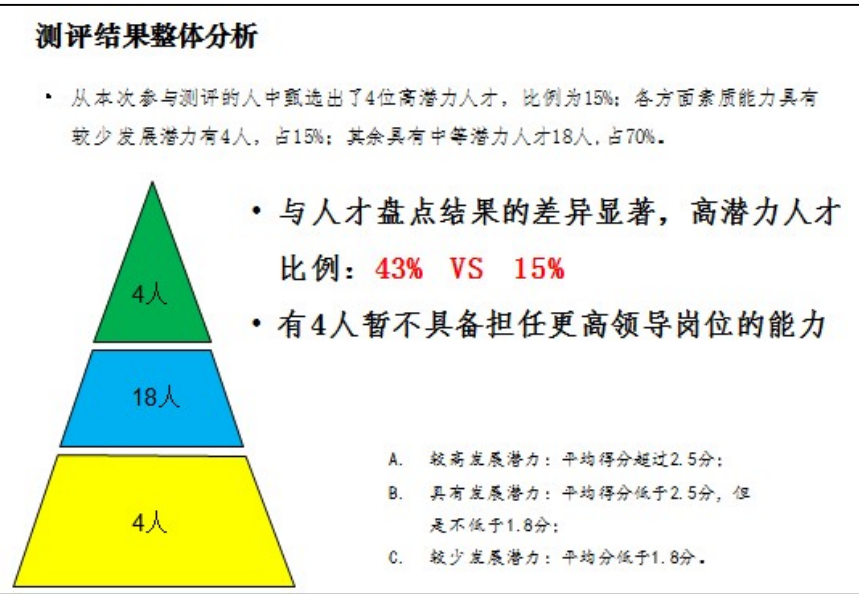 测评结果整体分析
• 从本次参与测评的人中甄选出了4位高潜力人才，比例为15%；各方面素质能力具有
较少发展潜力有4人，占15%；其余具有中等潜力人才18人,占70%。
• 与人才盘点结果的差异显著，高潜力人才
比例：43% VS 15%
• 有4人暂不具备担任更高领导岗位的能力
4人
18人
4人
A. 较高发展潜力：平均得分超过2.5分；
B. 具有发展潜力：平均得分低于2.5分，但
是不低于1.8分；
C. 较少发展潜力：平均分低于1.8分。